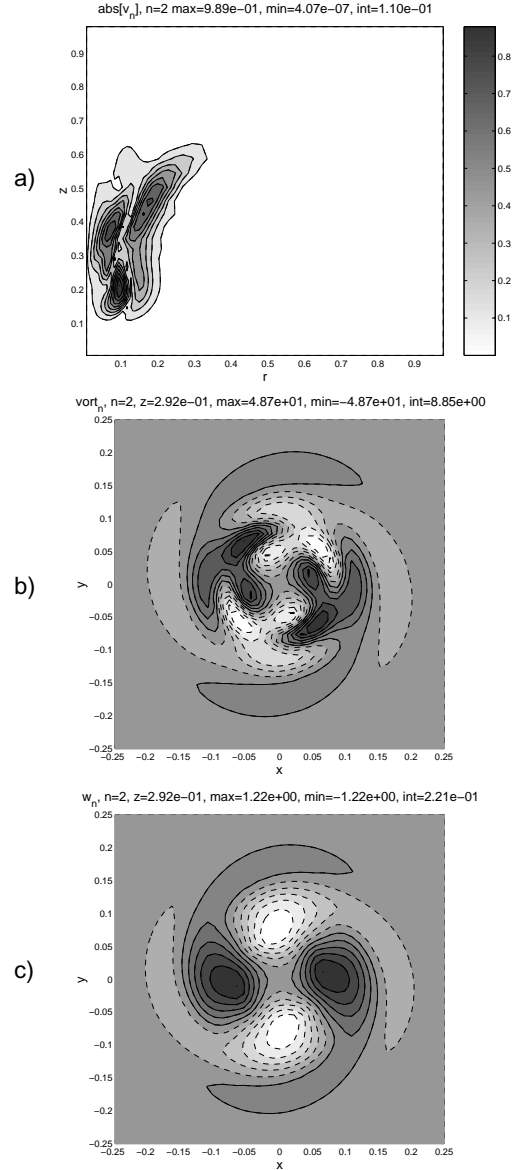 abs[v_n], n=2 max=9.89e−01, min=4.07e−07, int=1.10e−01
a)
z
0.9
0.8
0.7
0.6
0.5
0.4
0.3
0.2
0.1
0.1 0.2 0.3 0.4 0.5 0.6 0.7 0.8 0.9
r
0.8
0.7
0.6
0.5
0.4
0.3
0.2
0.1
vort_n, n=2, z=2.92e−01, max=4.87e+01, min=−4.87e+01, int=8.85e+00
b)
y
0.25
0.2
0.15
0.1
0.05
0
−0.05
−0.1
−0.15
−0.2
−0.25
−0.25 −0.2 −0.15 −0.1 −0.05 0 0.05 0.1 0.15 0.2 0.25
x
w_n, n=2, z=2.92e−01, max=1.22e+00, min=−1.22e+00, int=2.21e−01
c)
y
0.25
0.2
0.15
0.1
0.05
0
−0.05
−0.1
−0.15
−0.2
−0.25
−0.25 −0.2 −0.15 −0.1 −0.05 0 0.05 0.1 0.15 0.2 0.25
x